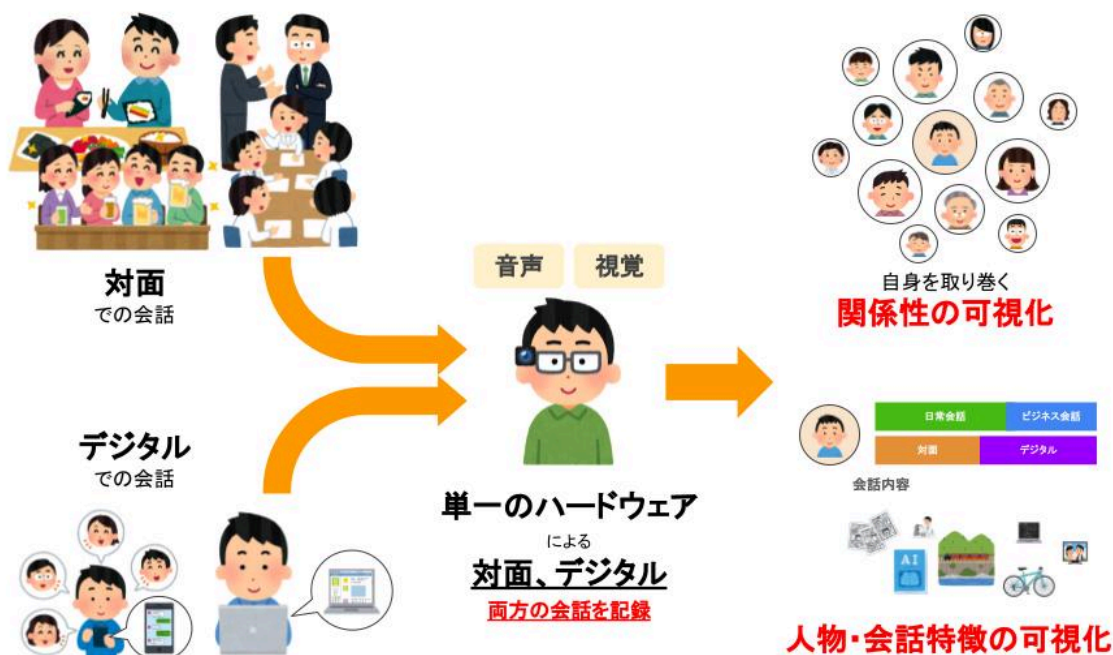 対面
での会話
デジタル
での会話
音声
視覚
単一のハードウェア
による
対面、デジタル
両方の会話を記録
自身を取り巻く
関係性の可視化
日常会話
ビジネス会話
対面
デジタル
会話内容
AI
人物・会話特徴の可視化